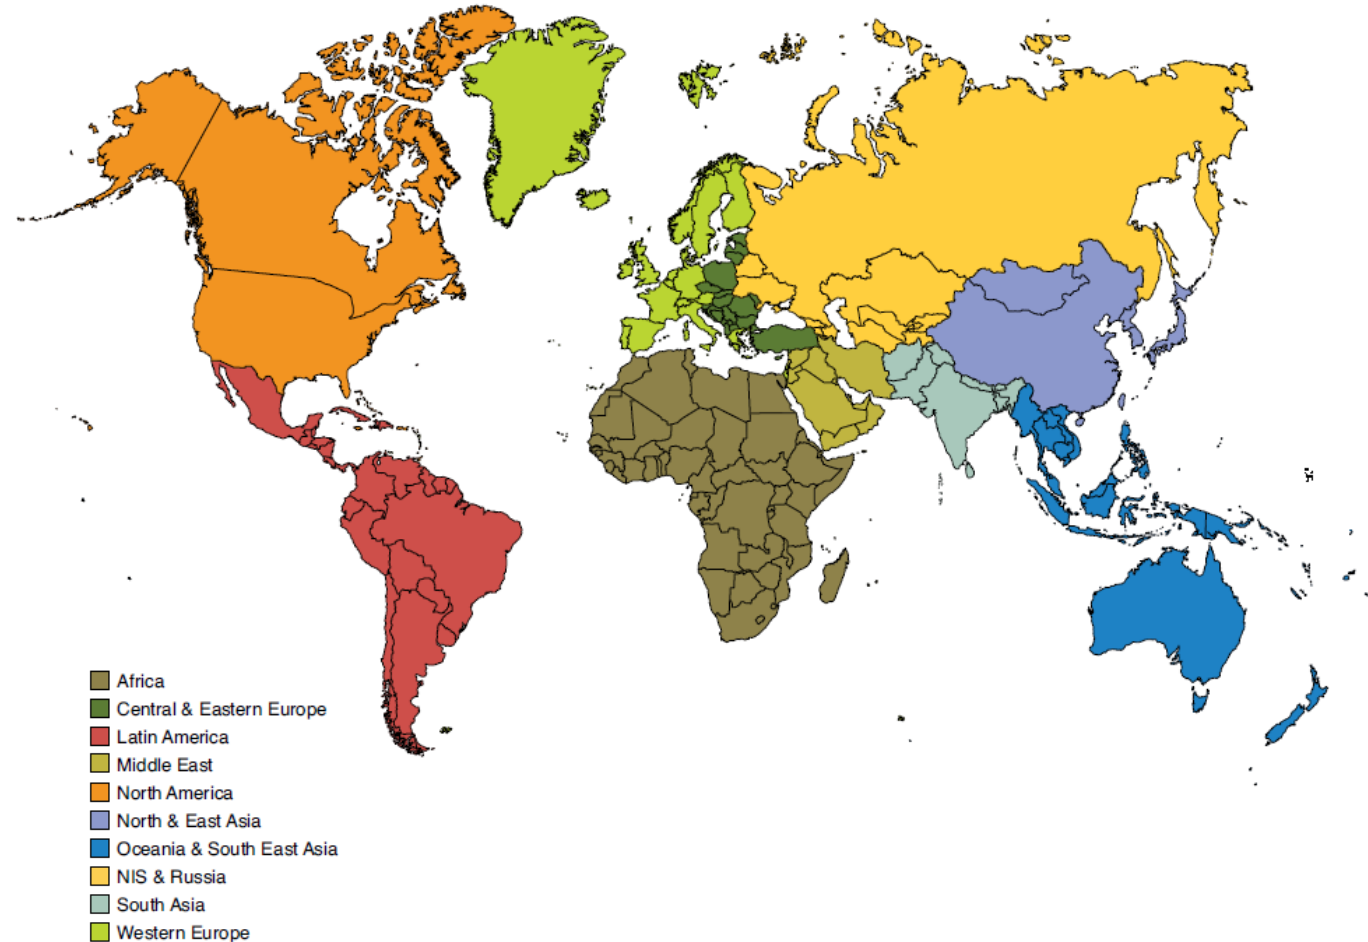 Africa
Central & Eastern Europe
Latin America
Middle East
North America
North & East Asia
Oceania & South East Asia
NIS & Russia
South Asia
Western Europe